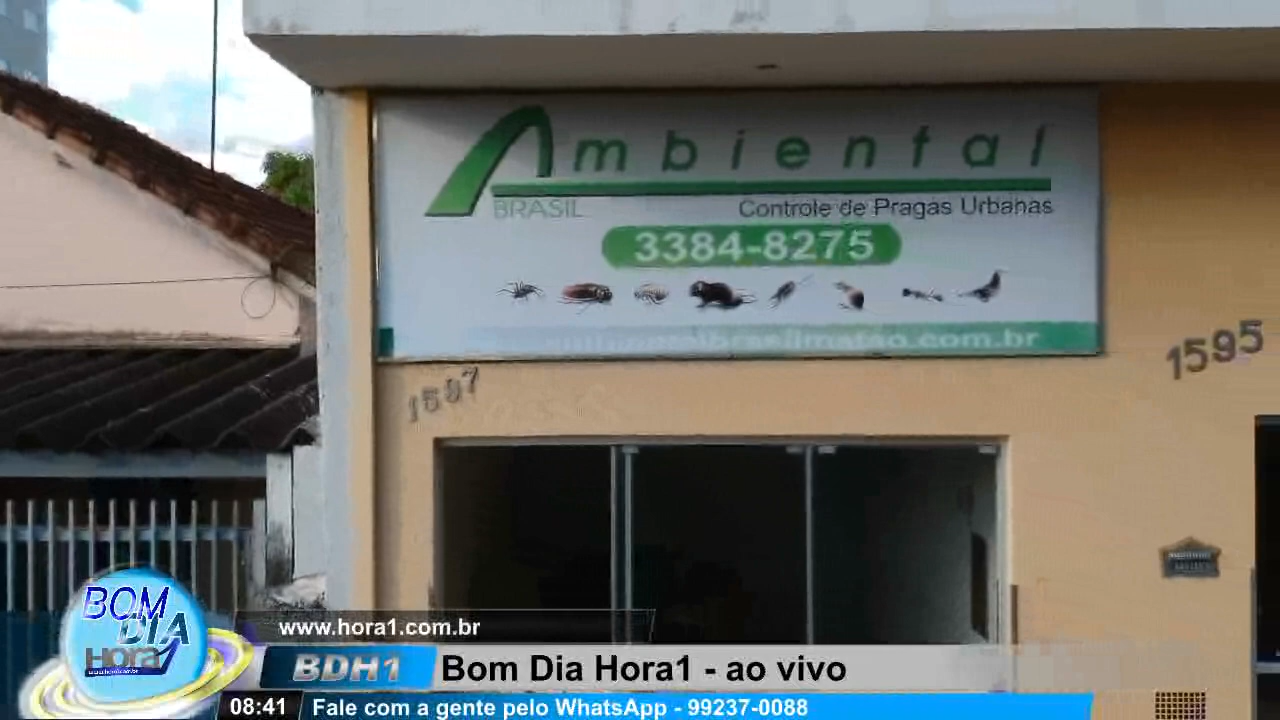 Ambiental
BRASIL
Controle de Pragas Urbanas
3384-8275
1595
1597
BOM
DIA
Hora1
www.hora1.com.br
BDH1 Bom Dia Hora1 - ao vivo
08:41 Fale com a gente pelo WhatsApp - 99237-0088